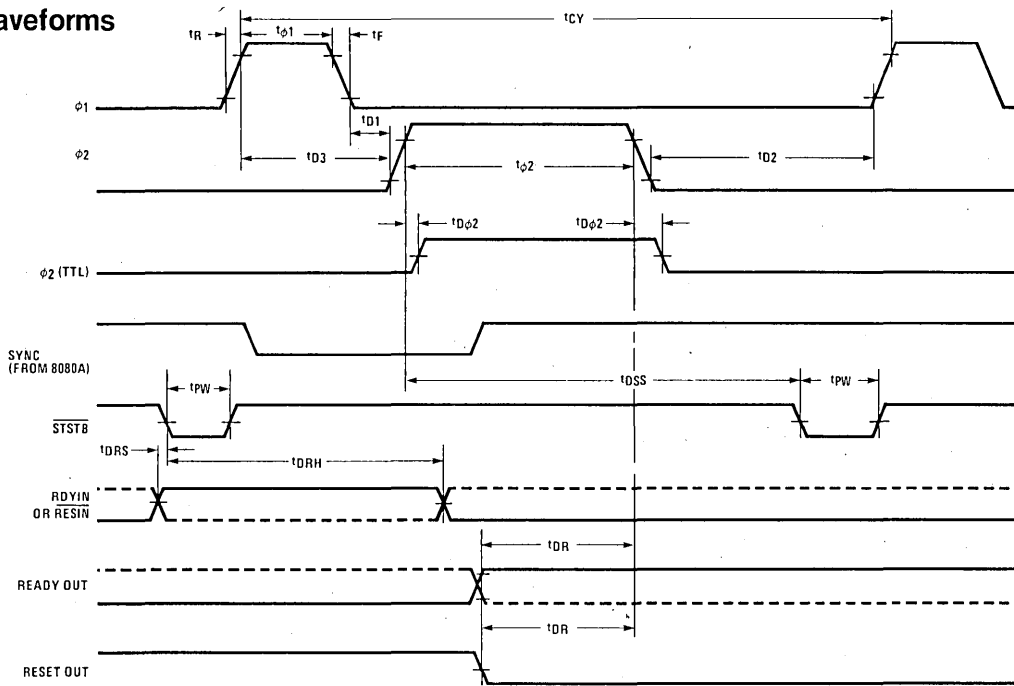 aveforms
tCY
tR
tϕ1
tF
ϕ1
tD1
ϕ2
tD3
tϕ2
tD2
tDϕ2
tDϕ2
ϕ2 (TTL)
SYNC
(FROM 8080A)
tDSS
tPW
tPW
STSTB
tDRS
tDRH
RDYIN
OR RESIN
tDR
READY OUT
tDR
RESET OUT